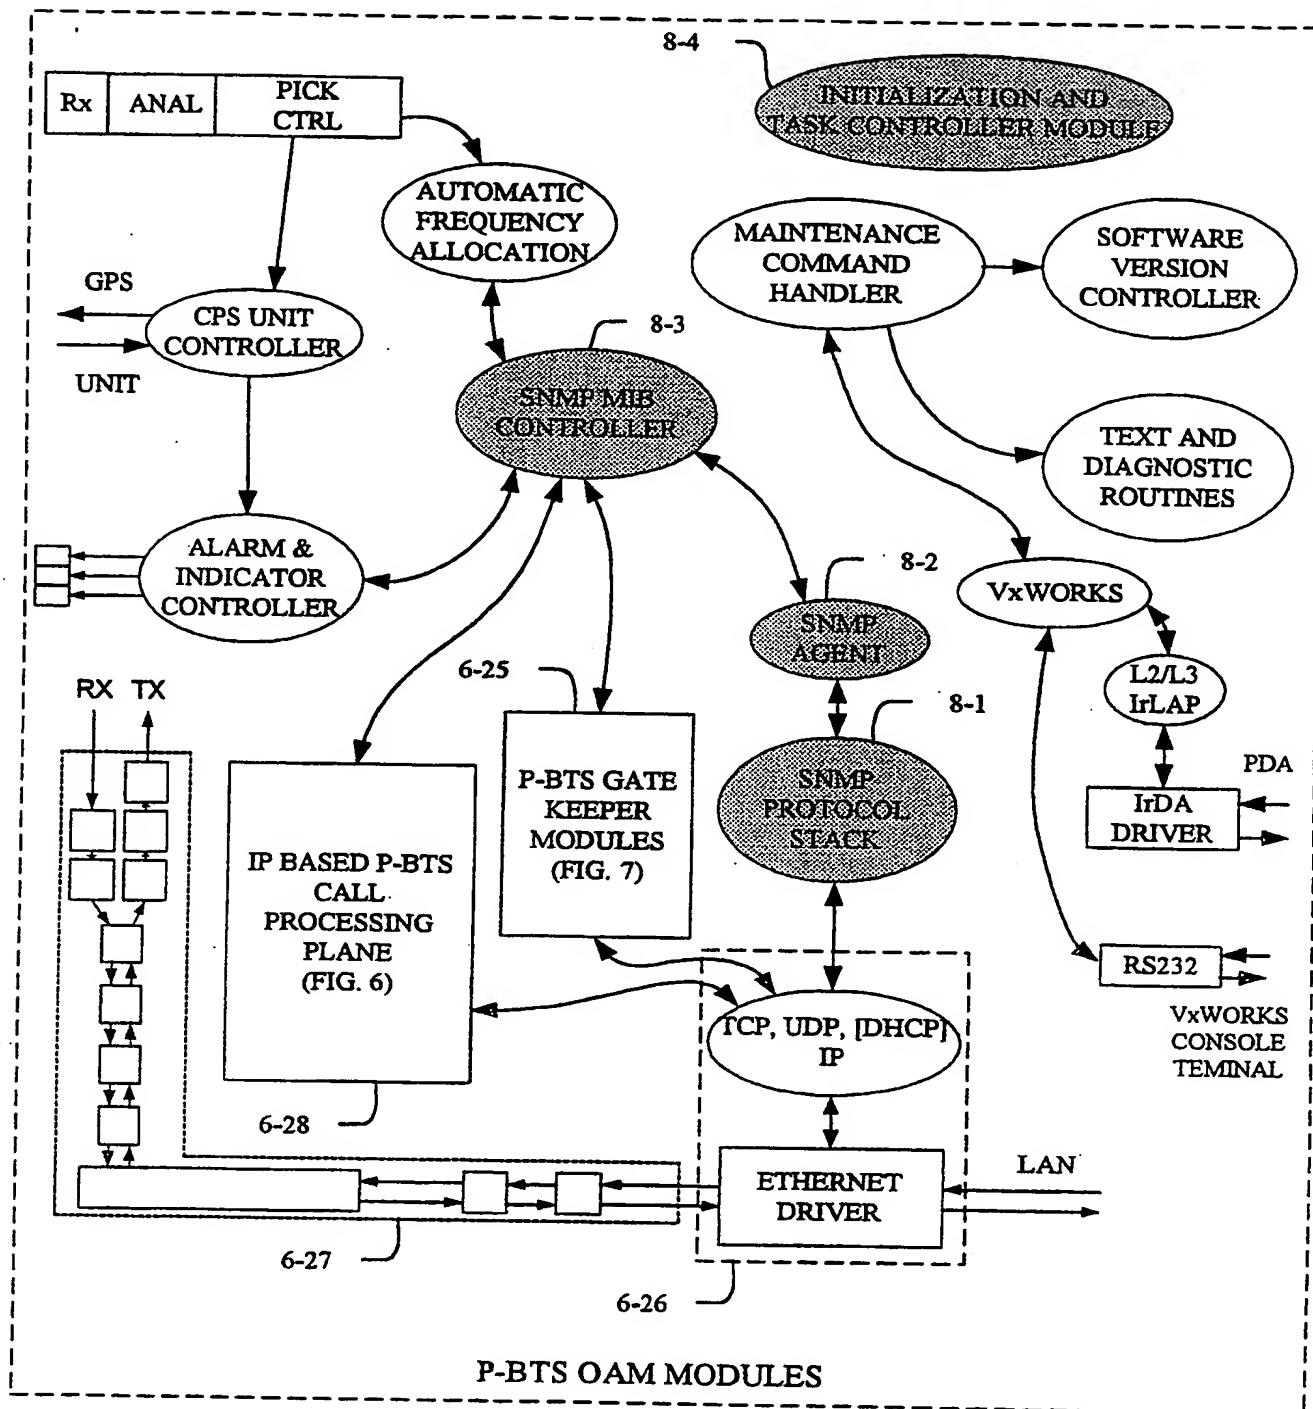 8-4
Rx
ANAL
PICK
CTRL
INITIALIZATION AND
TASK CONTROLLER MODULE
AUTOMATIC
FREQUENCY
ALLOCATION
MAINTENANCE
COMMAND
HANDLER
SOFTWARE
VERSION
CONTROLLER
GPS
CPS UNIT
CONTROLLER
UNIT
8-3
SNMP MIB
CONTROLLER
TEXT AND
DIAGNOSTIC
ROUTINES
ALARM &
INDICATOR
CONTROLLER
8-2
SNMP
AGENT
VxWORKS
6-25
RX TX
8-1
L2/L3
IrLAP
P-BTS GATE
KEEPER
MODULES
(FIG. 7)
SNMP
PROTOCOL
STACK
PDA
IrDA
DRIVER
IP BASED P-BTS
CALL
PROCESSING
PLANE
(FIG. 6)
RS232
VxWORKS
CONSOLE
TEMINAL
TCP, UDP, [DHCP]
IP
6-28
ETHERNET
DRIVER
LAN
6-27
6-26
P-BTS OAM MODULES